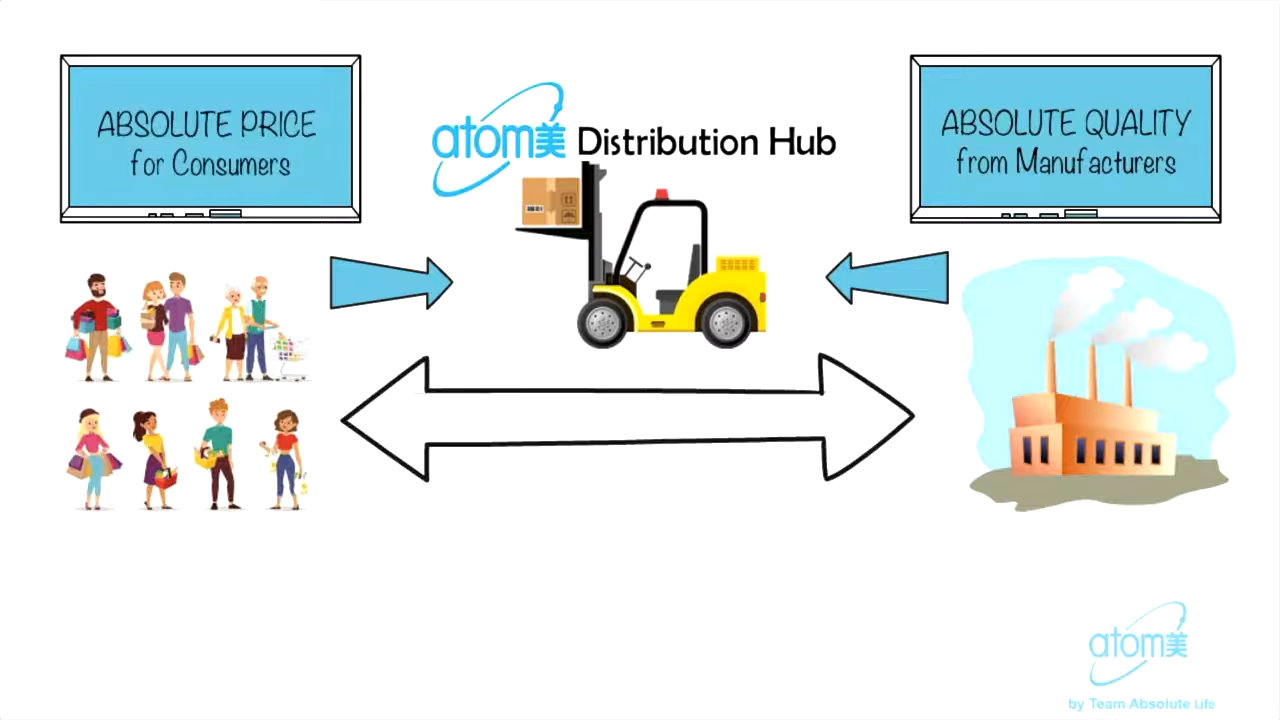 ABSOLUTE PRICE
for Consumers
atom美 Distribution Hub
ABSOLUTE QUALITY
from Manufacturers
atom美
by Team Absolute Life